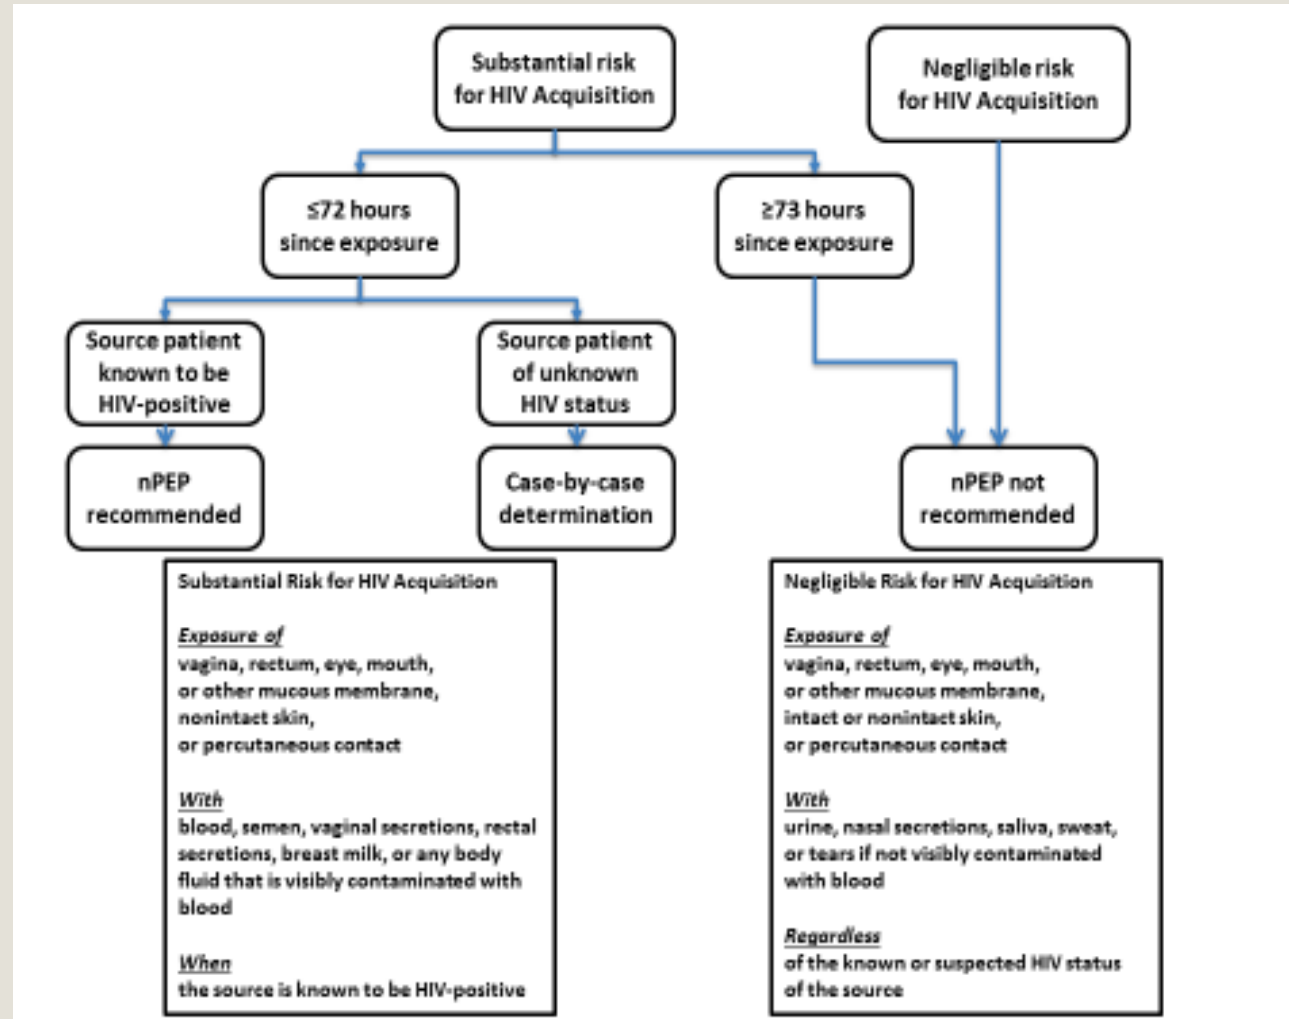 Substantial risk
for HIV Acquisition
Negligible risk
for HIV Acquisition
≤72 hours
since exposure
≥73 hours
since exposure
Source patient
known to be
HIV-positive
Source patient
of unknown
HIV status
nPEP
recommended
Case-by-case
determination
nPEP not
recommended
Substantial Risk for HIV Acquisition
Exposure of
vagina, rectum, eye, mouth,
or other mucous membrane,
nonintact skin,
or percutaneous contact
With
blood, semen, vaginal secretions, rectal
secretions, breast milk, or any body
fluid that is visibly contaminated with
blood
When
the source is known to be HIV-positive
Negligible Risk for HIV Acquisition
Exposure of
vagina, rectum, eye, mouth,
or other mucous membrane,
intact or nonintact skin,
or percutaneous contact
With
urine, nasal secretions, saliva, sweat,
or tears if not visibly contaminated
with blood
Regardless
of the known or suspected HIV status
of the source